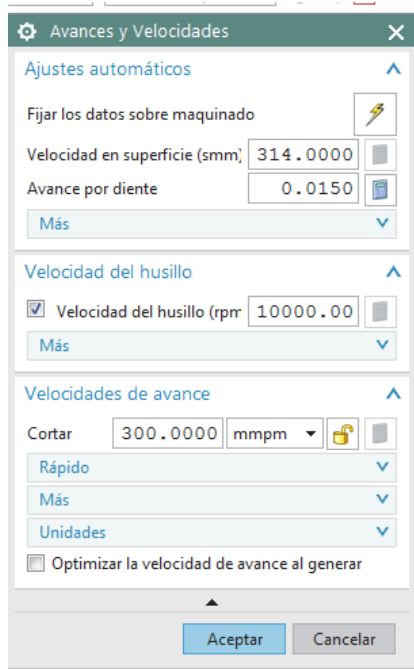 Avances y Velocidades
Ajustes automáticos
Fijar los datos sobre maquinado
Velocidad en superficie (smm) 314.0000
Avance por diente 0.0150
Más
Velocidad del husillo
Velocidad del husillo (rpm 10000.00
Más
Velocidades de avance
Cortar 300.0000 mmpm
Rápido
Más
Unidades
Optimizar la velocidad de avance al generar
Aceptar Cancelar